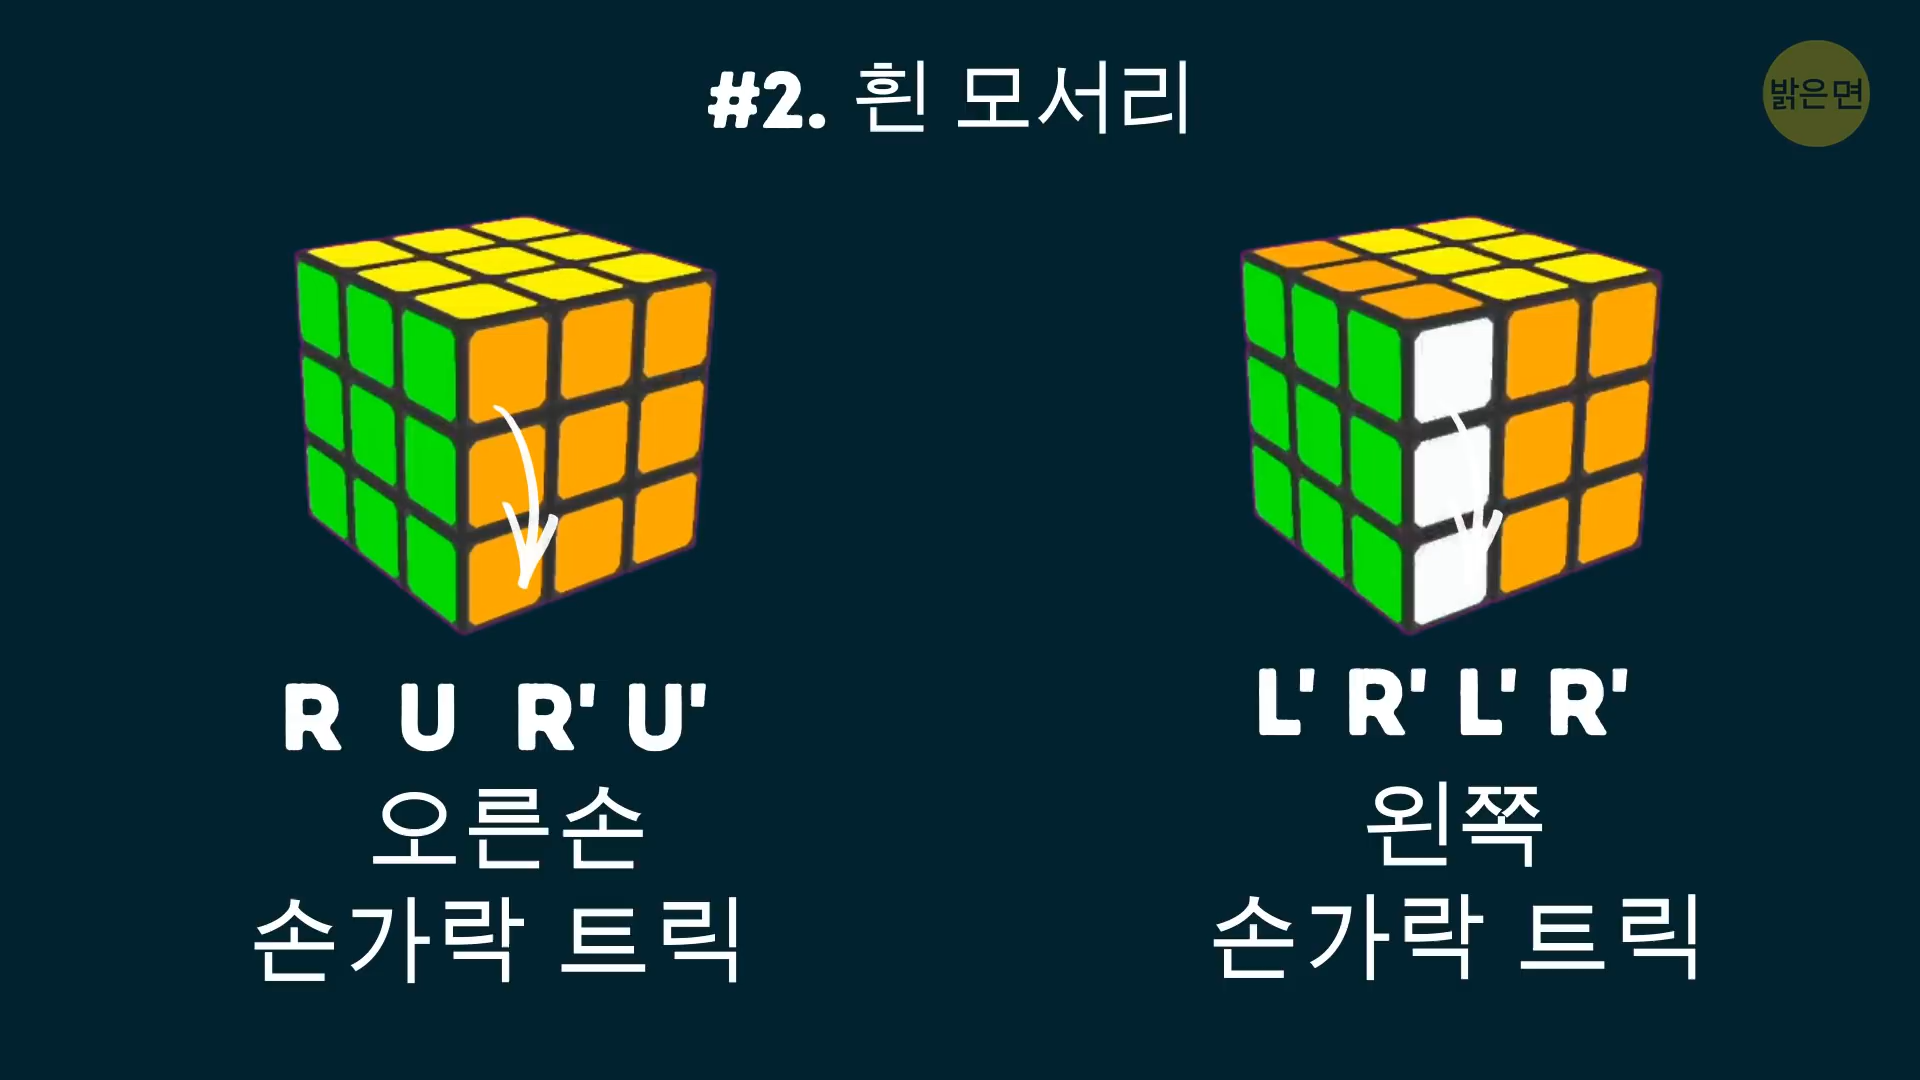 #2. 흰 모서리
밝은면
R U R' U'
오른손
손가락 트릭
L' R' L' R'
왼쪽
손가락 트릭